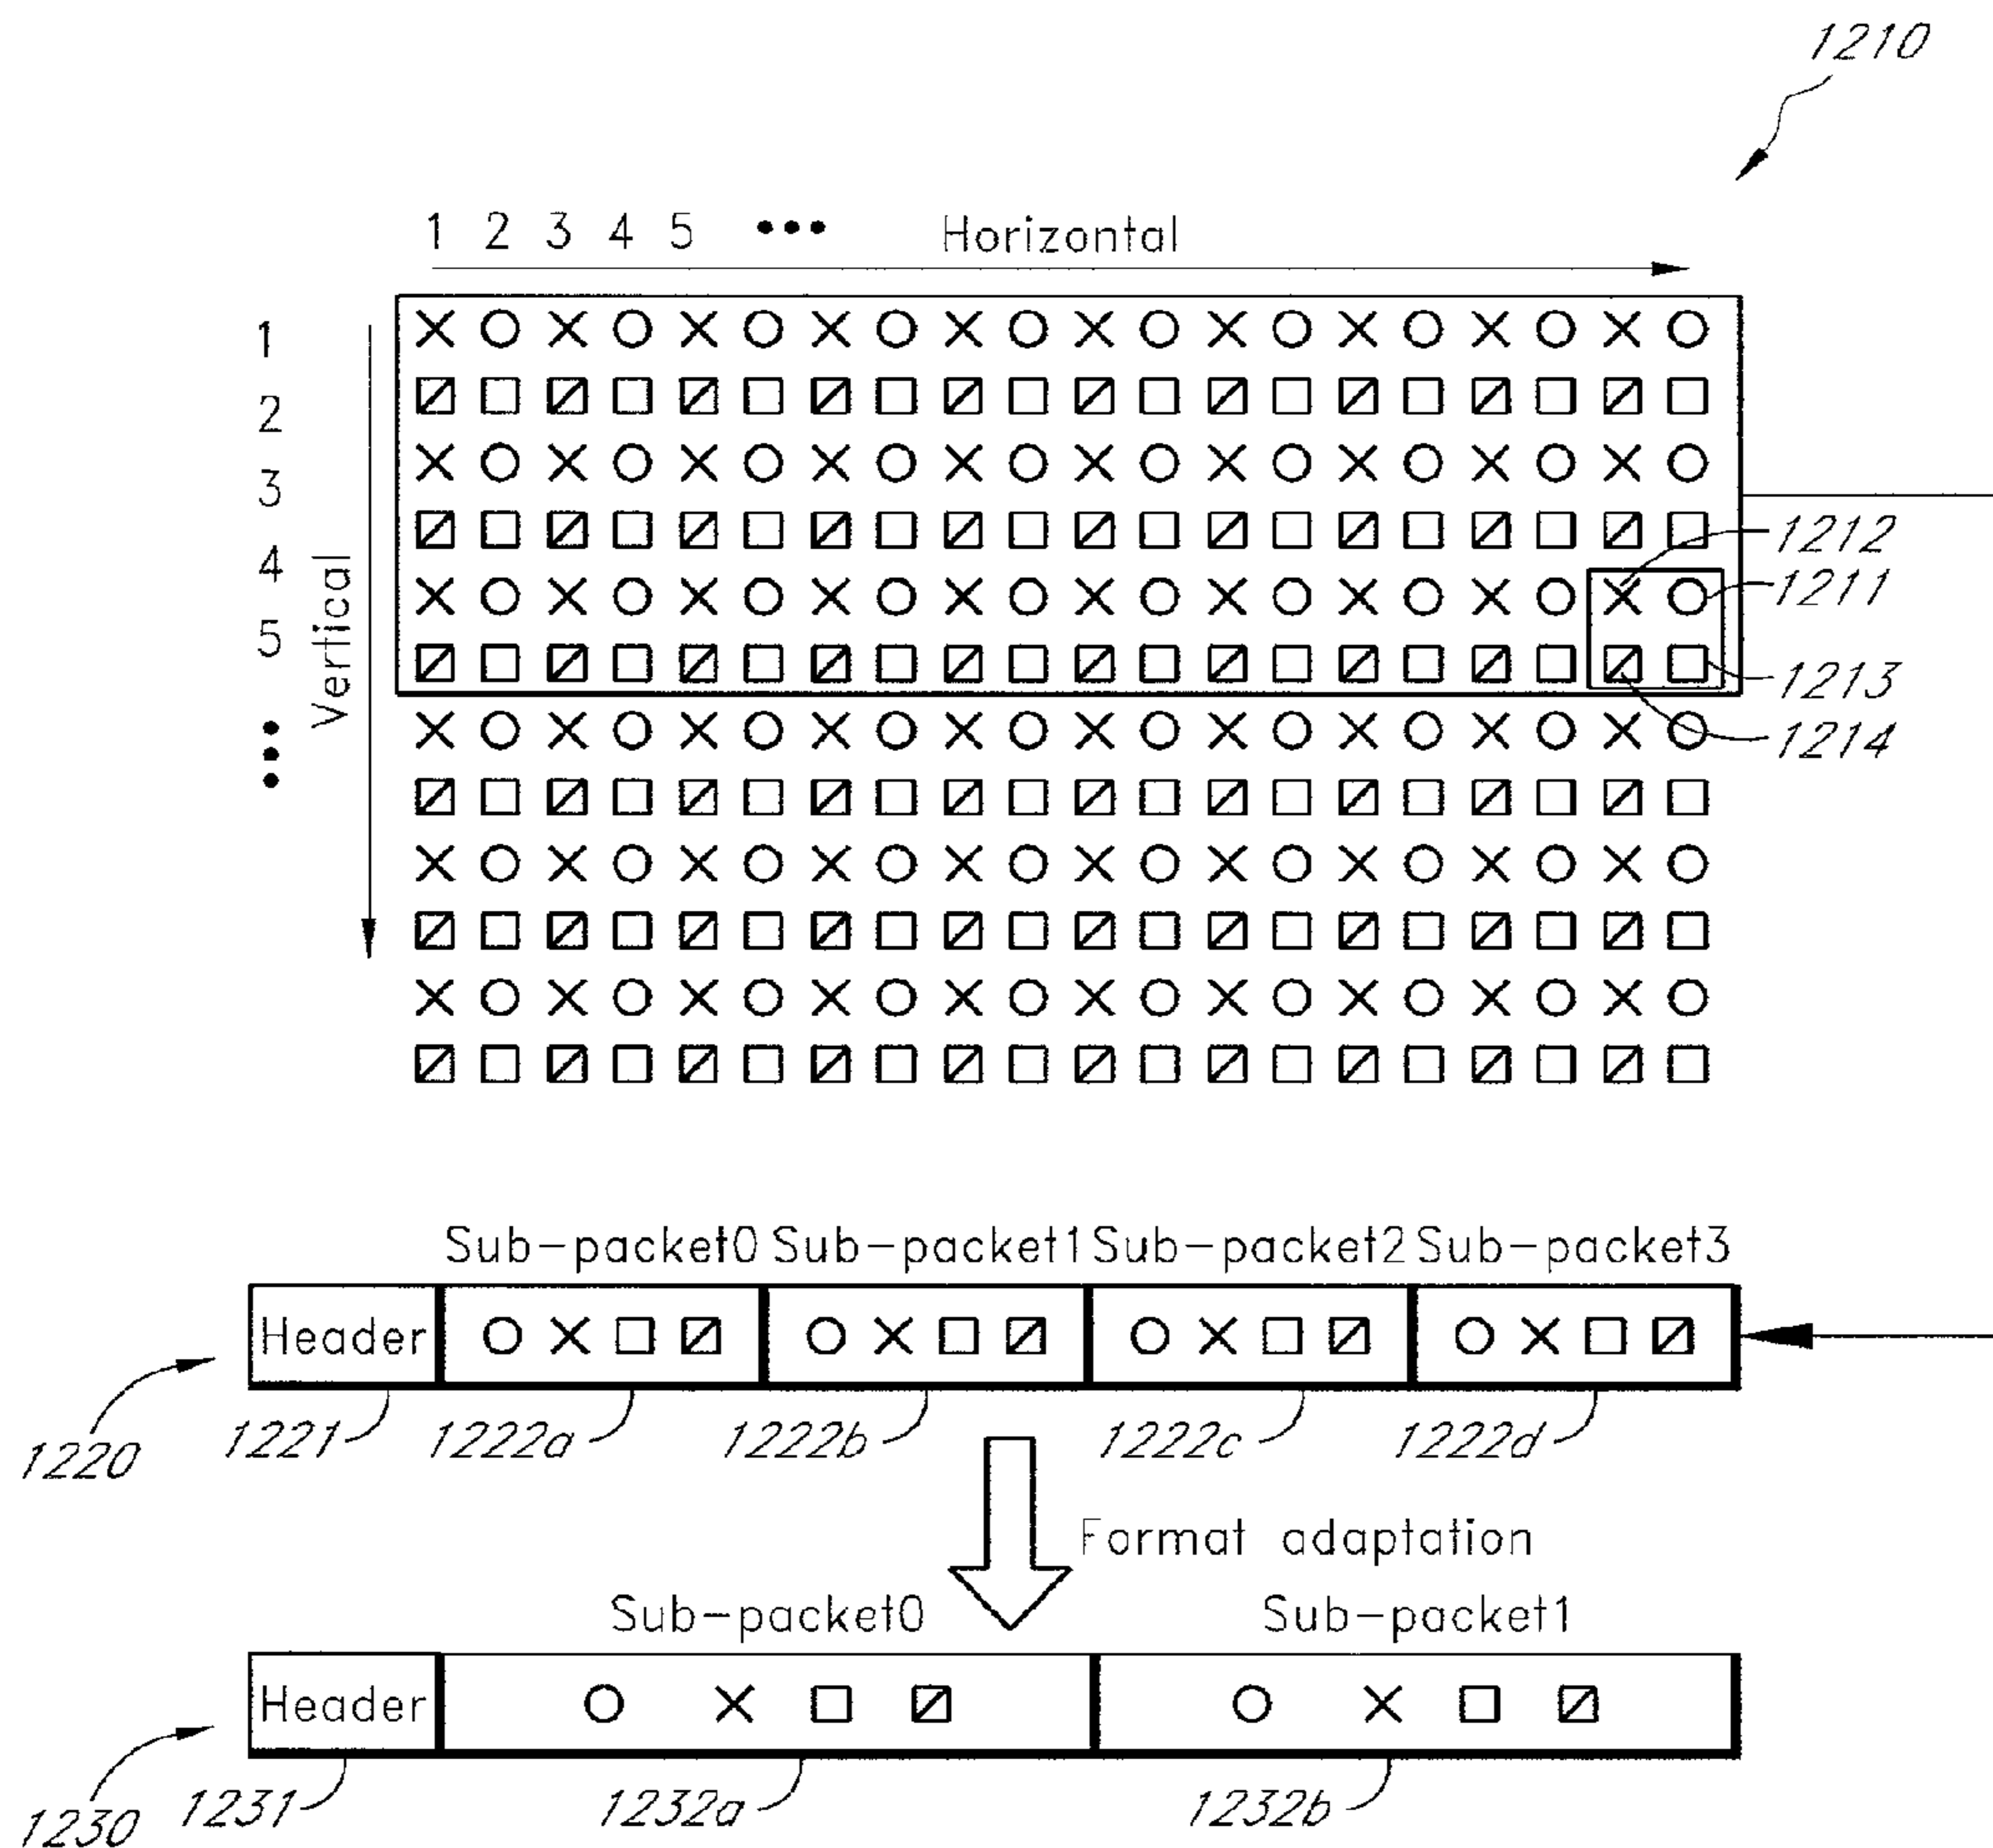 1210
1 2 3 4 5 ••• Horizontal
1
2
3
4
5
•••
Vertical
1212
1211
1213
1214
Sub-packet0 Sub-packet1 Sub-packet2 Sub-packet3
Header
1220 1221 1222a 1222b 1222c 1222d
Format adaptation
Sub-packet0 Sub-packet1
Header
1230 1231 1232a 1232b